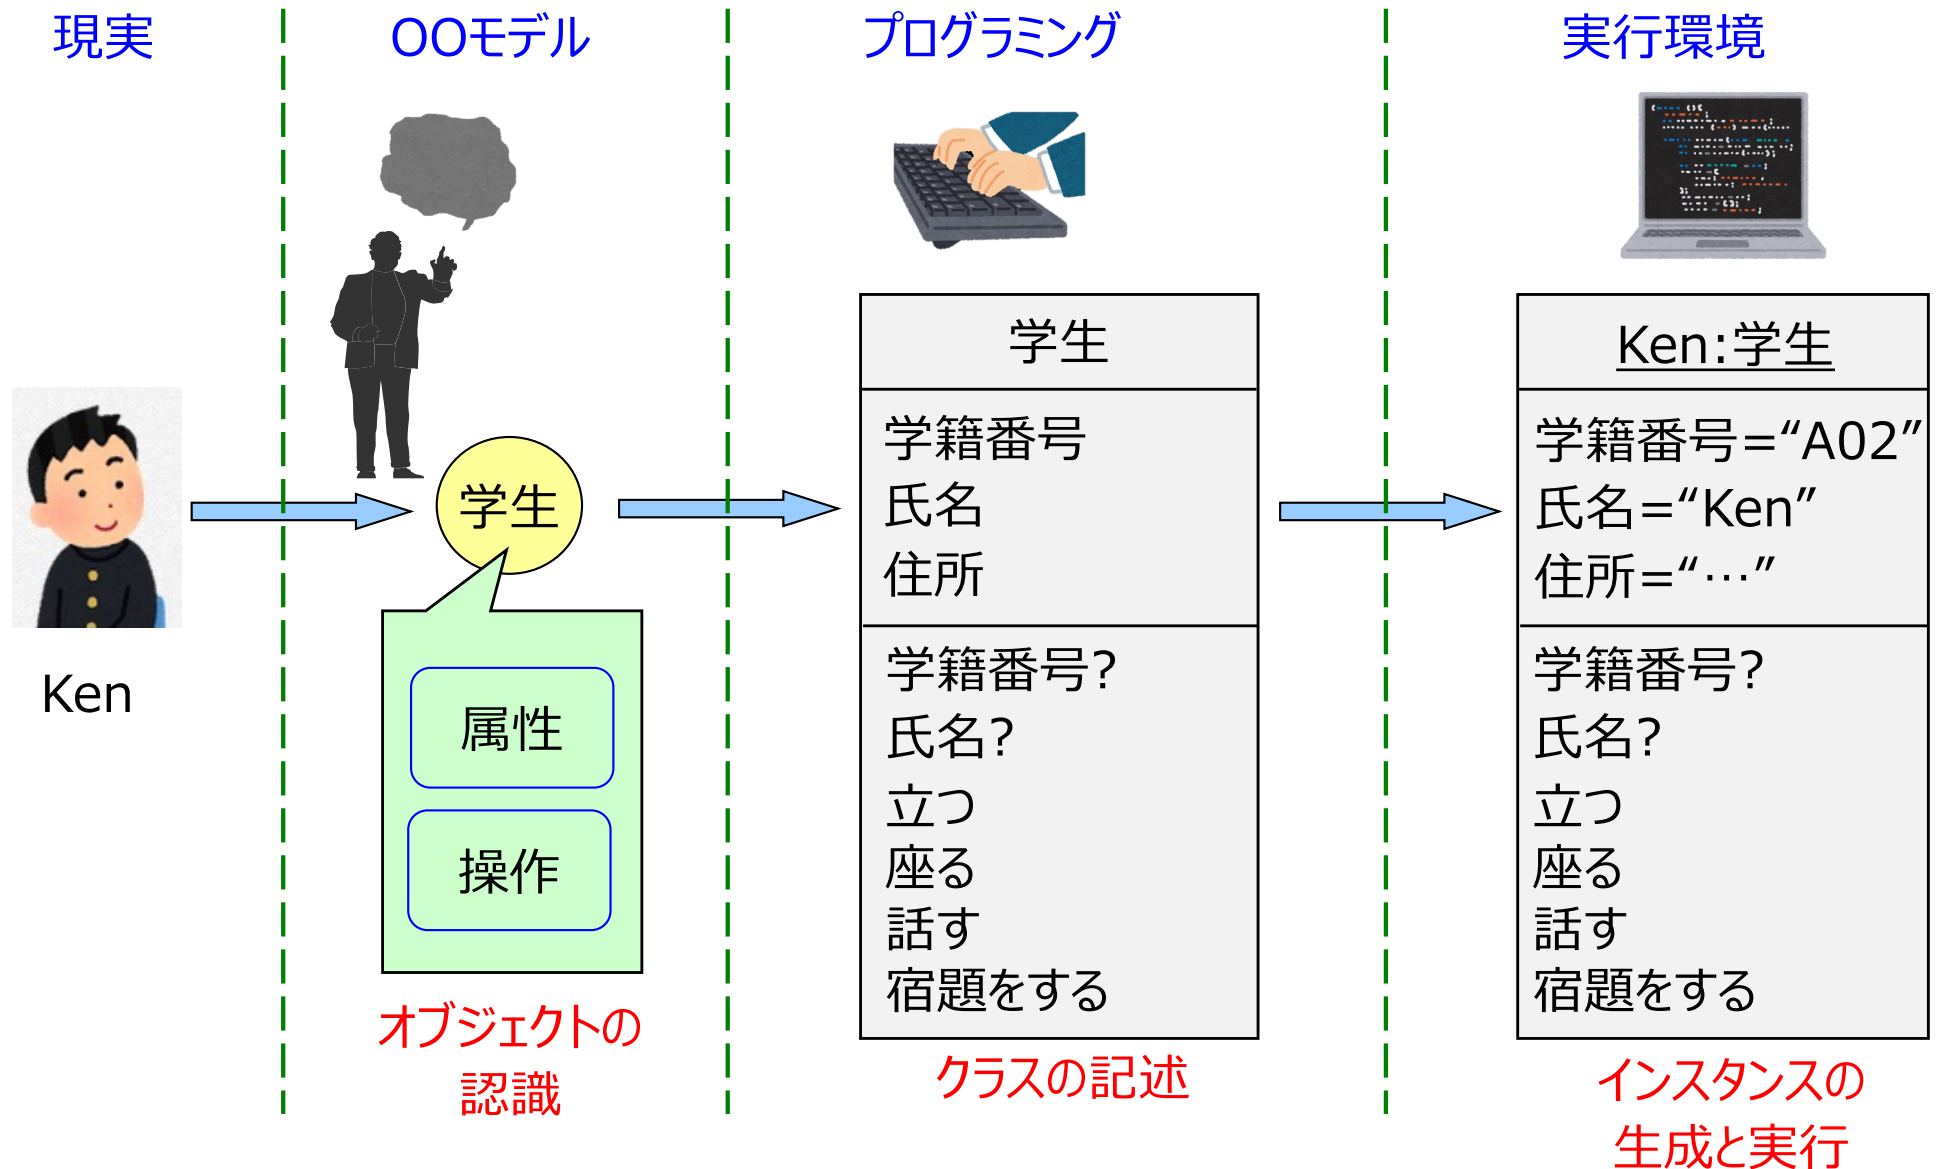 現実
OOモデル
プログラミング
実行環境
Ken
学生
属性
操作
オブジェクトの
認識
学生
学籍番号
氏名
住所
学籍番号?
氏名?
立つ
座る
話す
宿題をする
クラスの記述
Ken:学生
学籍番号=“A02”
氏名=“Ken”
住所=“…”
学籍番号?
氏名?
立つ
座る
話す
宿題をする
インスタンスの
生成と実行